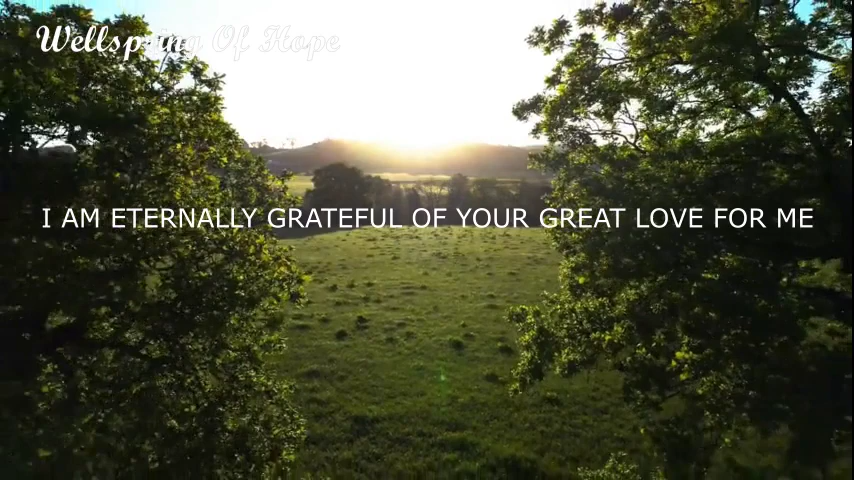 Wellspring Of Hope
I AM ETERNALLY GRATEFUL OF YOUR GREAT LOVE FOR ME